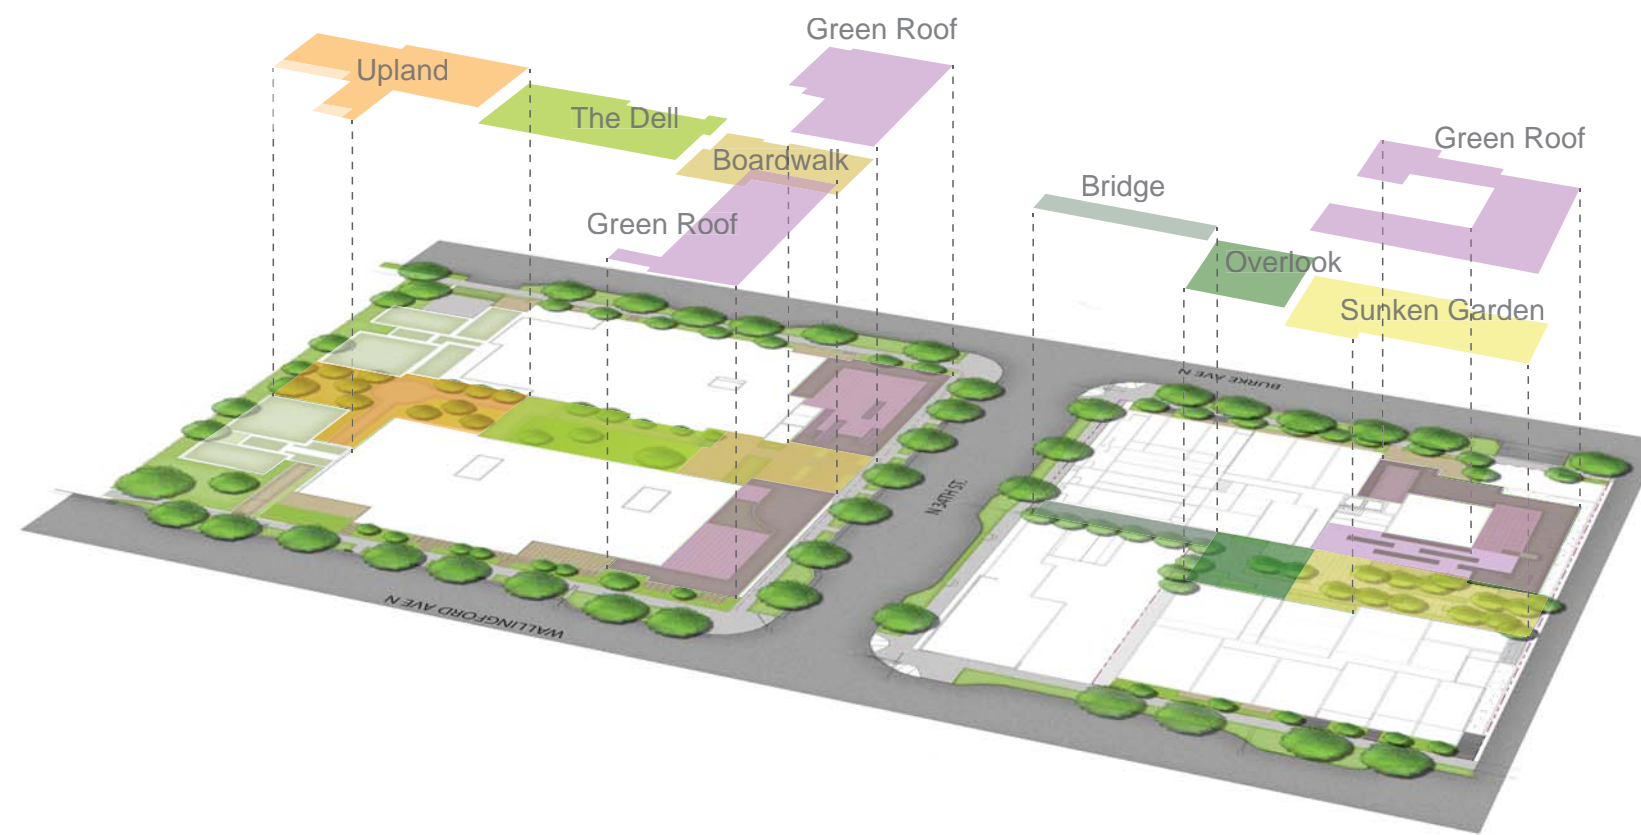 Green Roof
Upland
The Dell
Boardwalk
Green Roof
Bridge
Green Roof
Overlook
Sunken Garden
BURKE AVE N
N 34TH ST.
WALLINGFORD AVE N